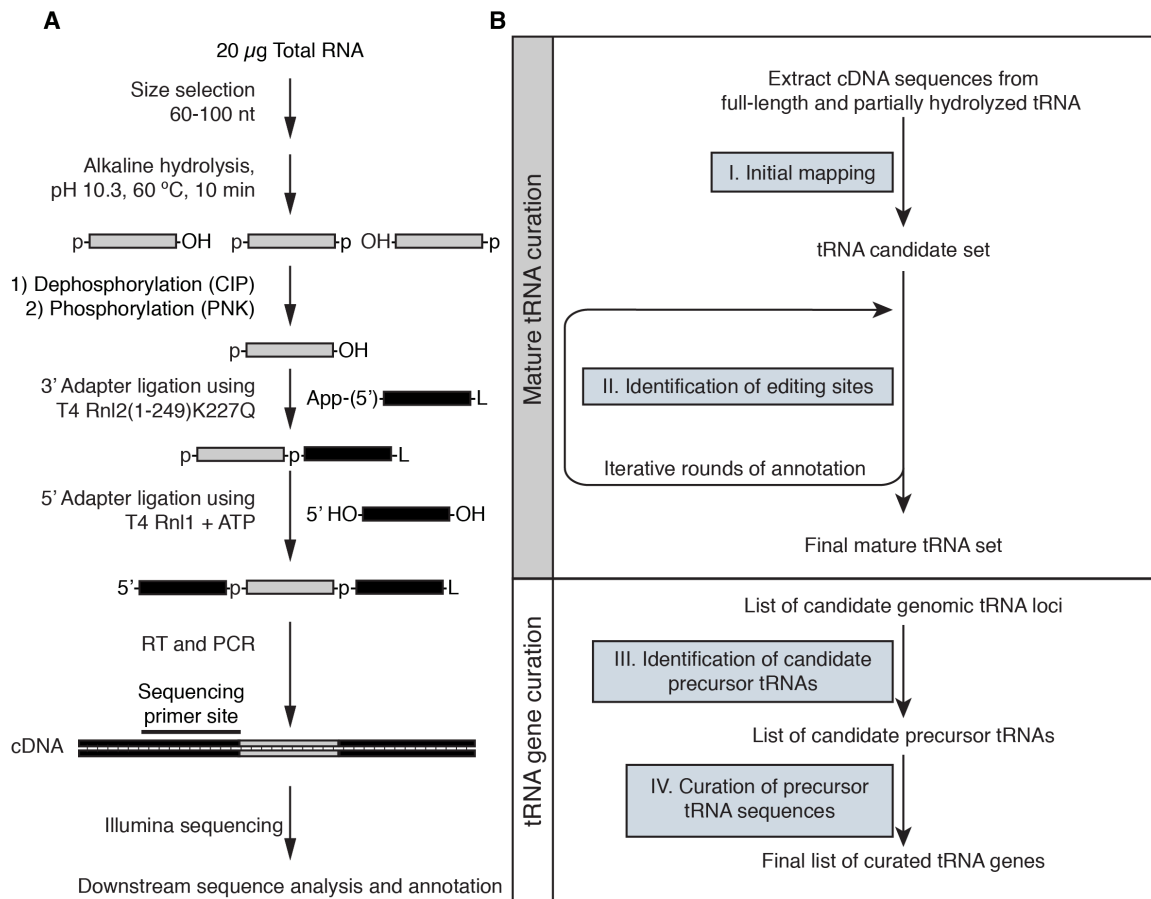 A
20 µg Total RNA
Size selection
60-100 nt
Alkaline hydrolysis,
pH 10.3, 60 ºC, 10 min
p- -OH p- -p OH- -p
1) Dephosphorylation (CIP)
2) Phosphorylation (PNK)
p- -OH
3’ Adapter ligation using
T4 Rnl2(1-249)K227Q
App-(5’)- -L
p- -p- -L
5’ Adapter ligation using
T4 Rnl1 + ATP
5’ HO- -OH
5’- -p- -p- -L
RT and PCR
Sequencing
primer site
cDNA
Illumina sequencing
Downstream sequence analysis and annotation
B
Mature tRNA curation
Extract cDNA sequences from
full-length and partially hydrolyzed tRNA
I. Initial mapping
tRNA candidate set
II. Identification of editing sites
Iterative rounds of annotation
Final mature tRNA set
tRNA gene curation
List of candidate genomic tRNA loci
III. Identification of candidate
precursor tRNAs
List of candidate precursor tRNAs
IV. Curation of precursor
tRNA sequences
Final list of curated tRNA genes